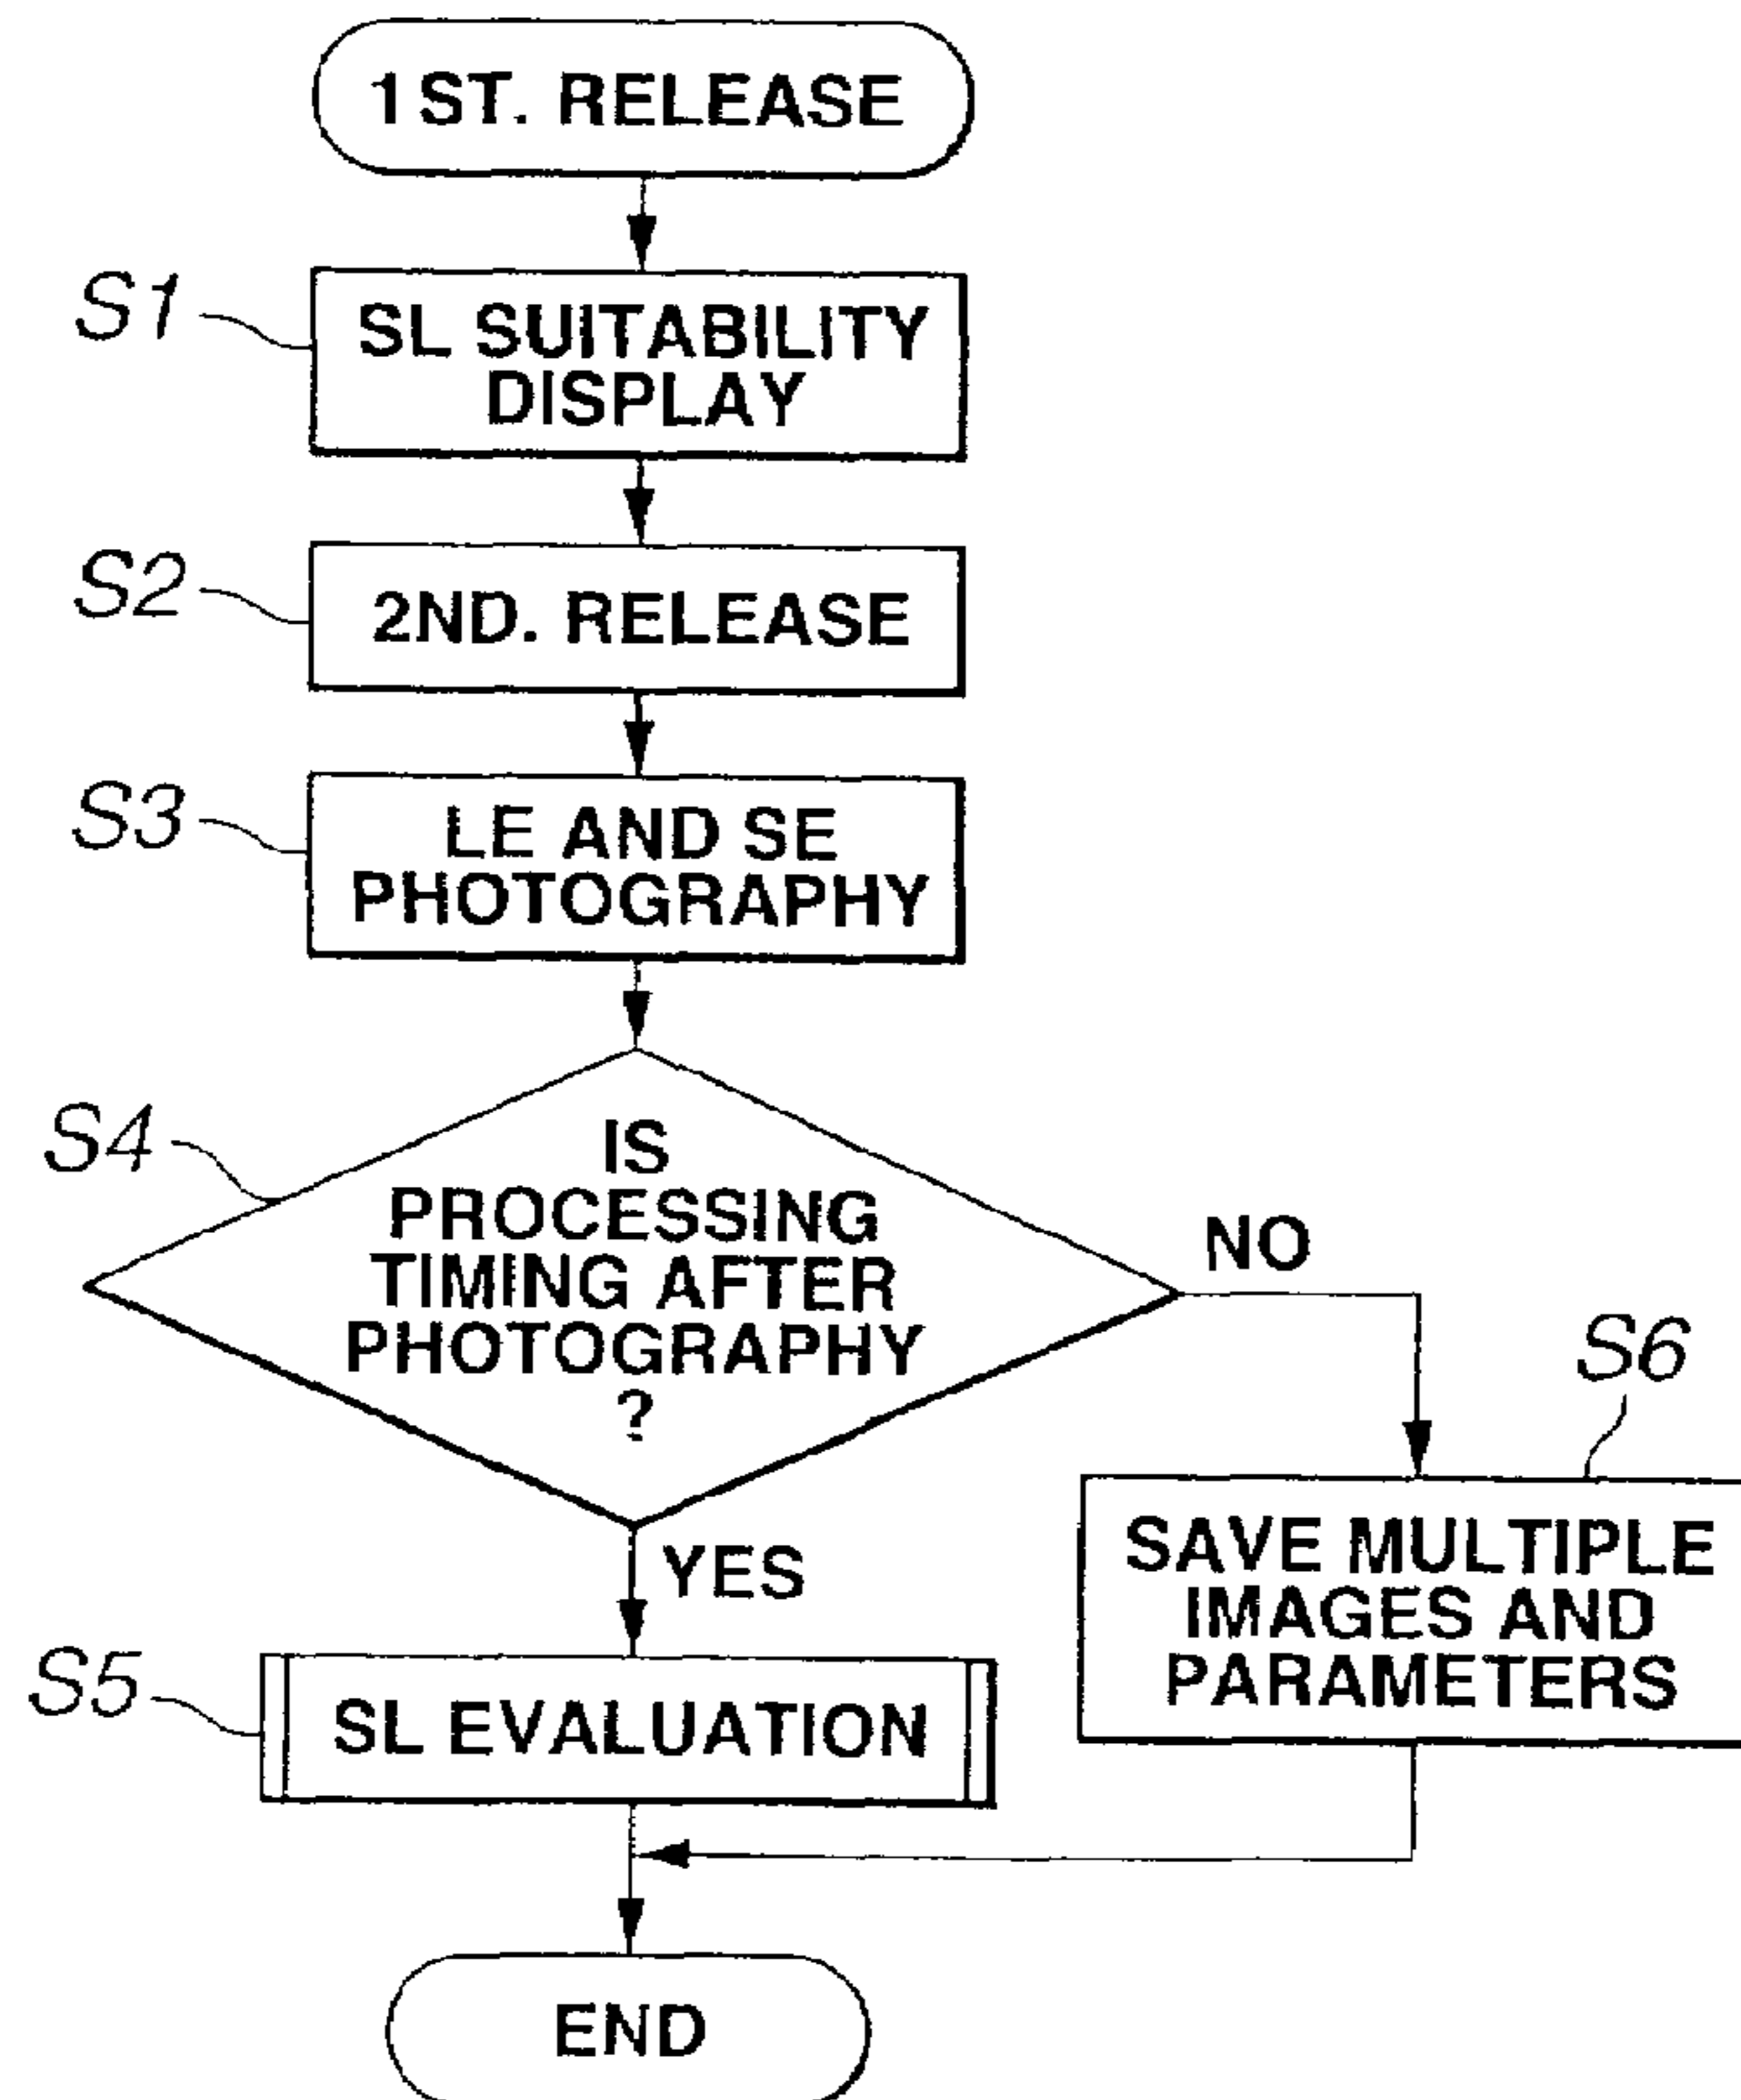 1ST. RELEASE
S1
SL SUITABILITY
DISPLAY
S2
2ND. RELEASE
S3
LE AND SE
PHOTOGRAPHY
S4
IS
PROCESSING
TIMING AFTER
PHOTOGRAPHY
?
NO
S6
SAVE MULTIPLE
IMAGES AND
PARAMETERS
YES
S5
SL EVALUATION
END